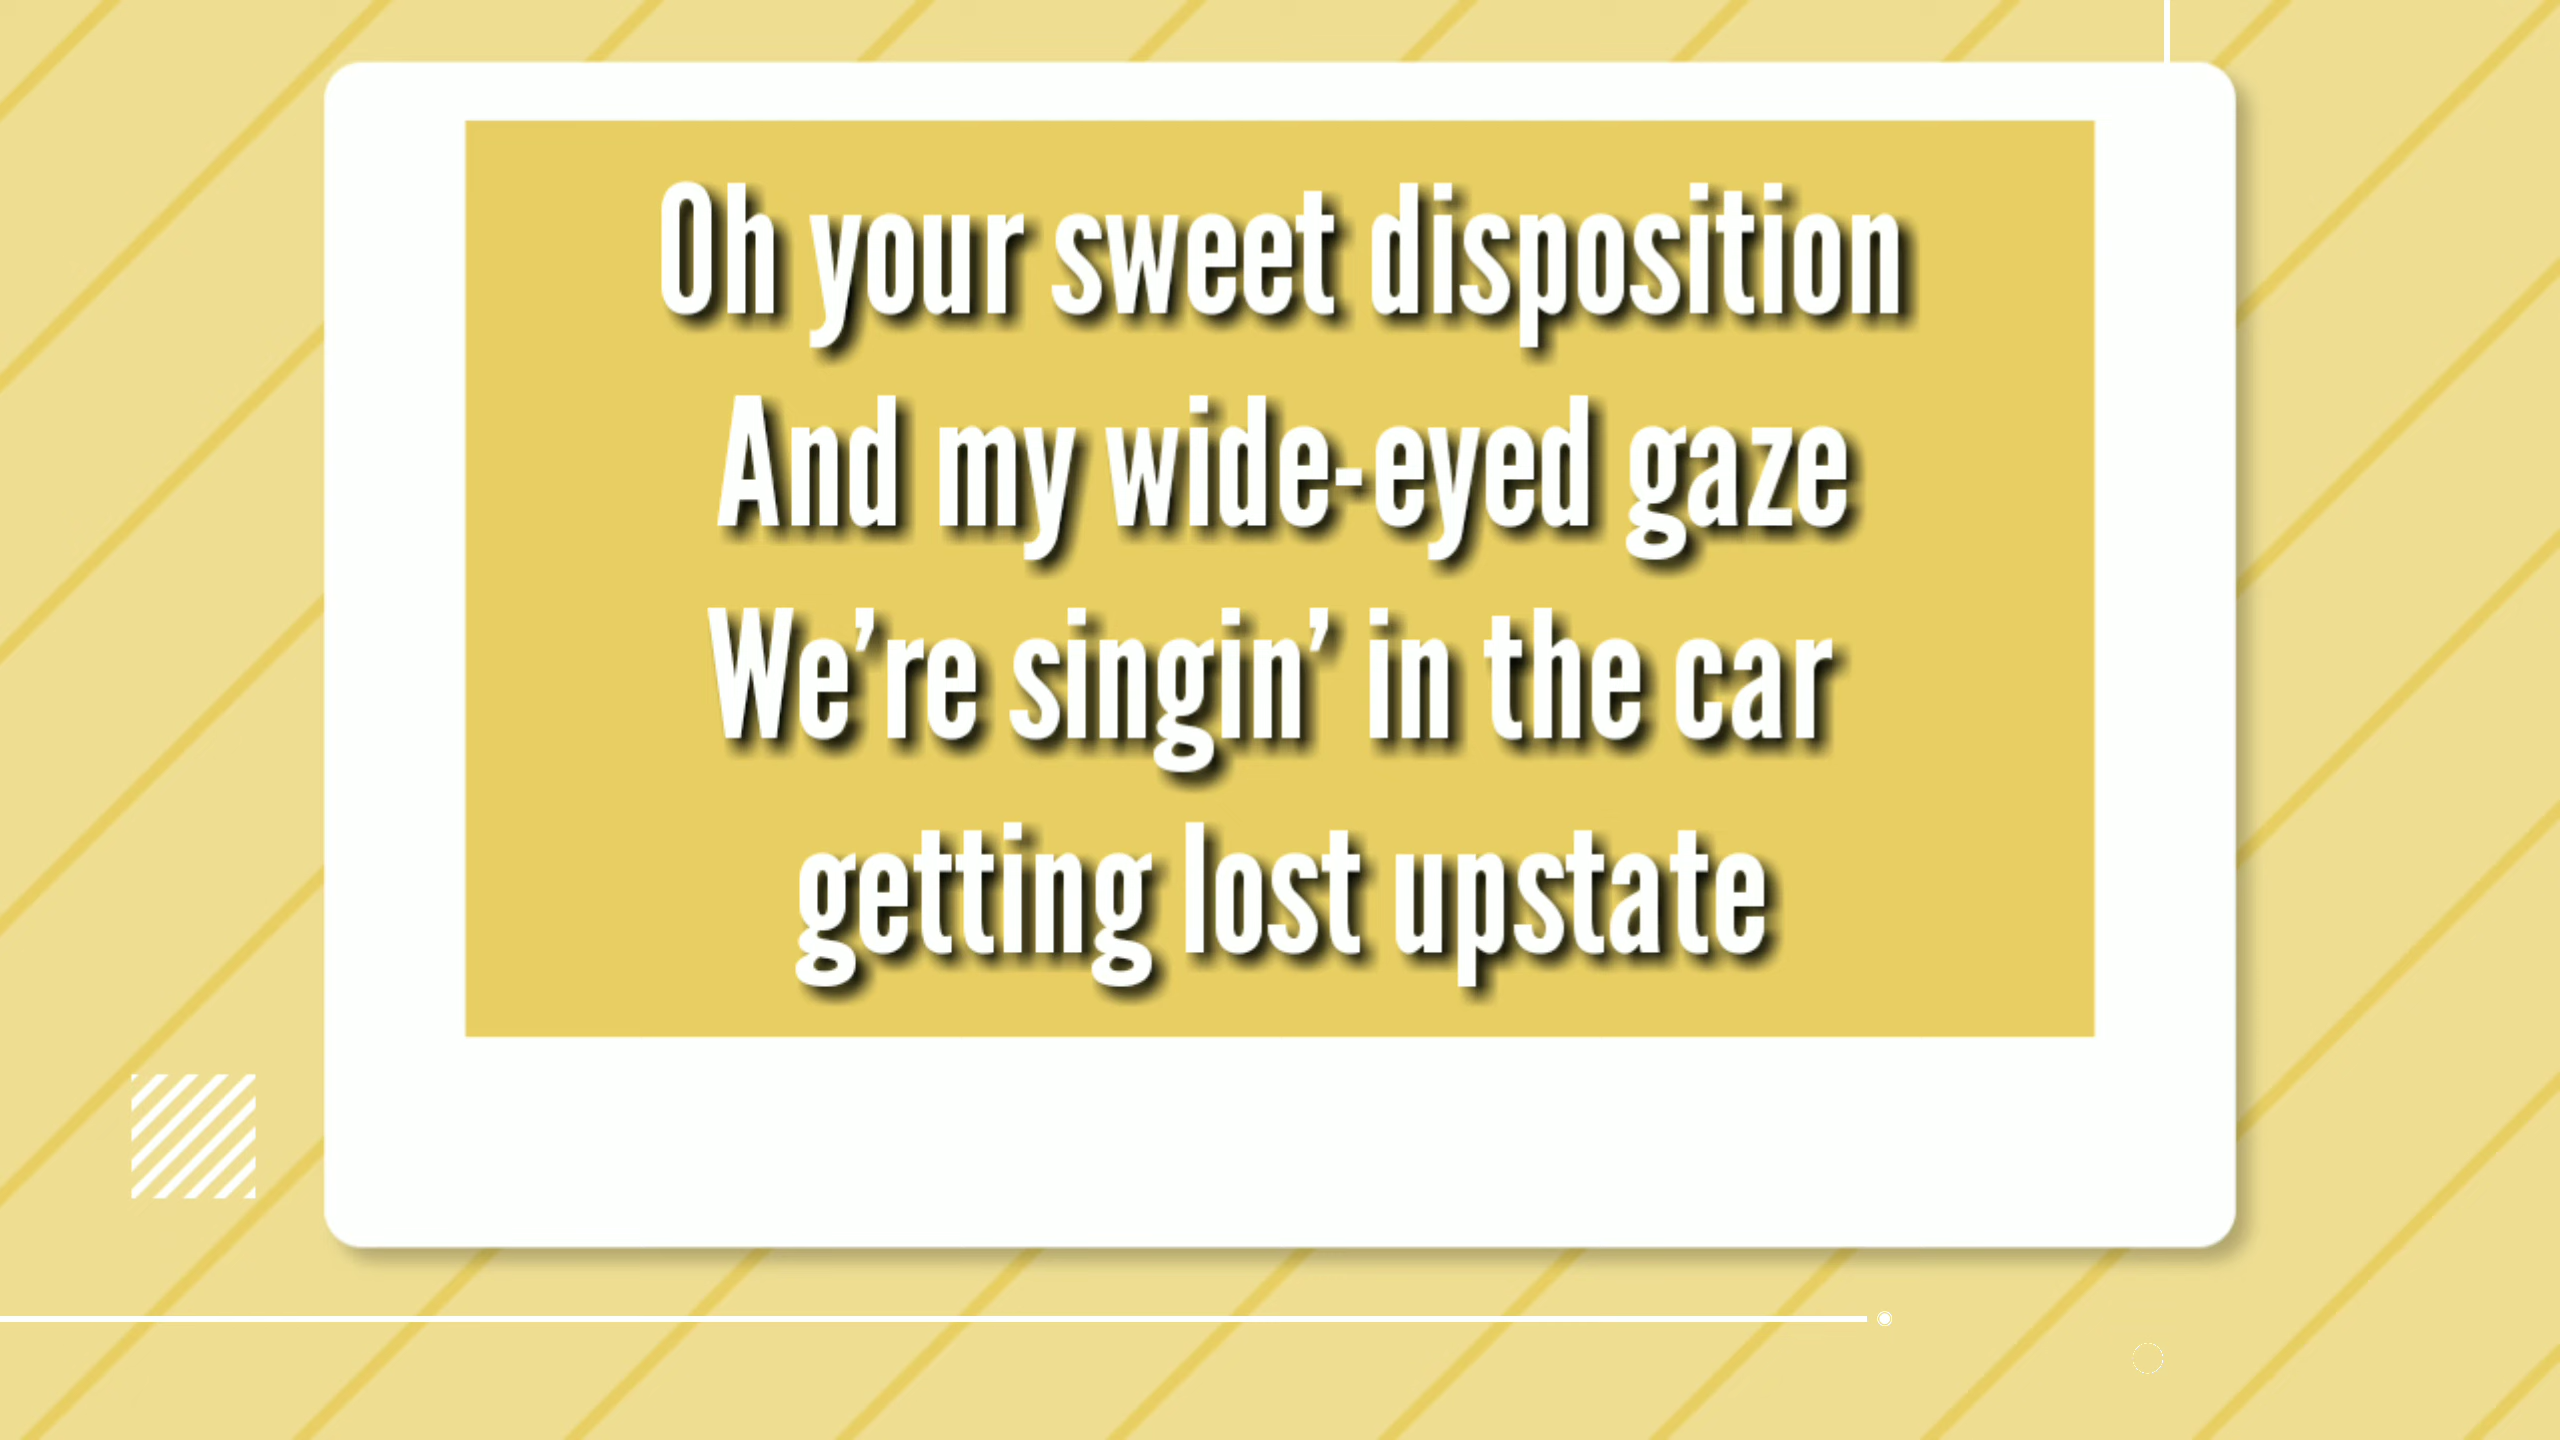 Oh your sweet disposition
And my wide-eyed gaze
We’re singin’ in the car
getting lost upstate